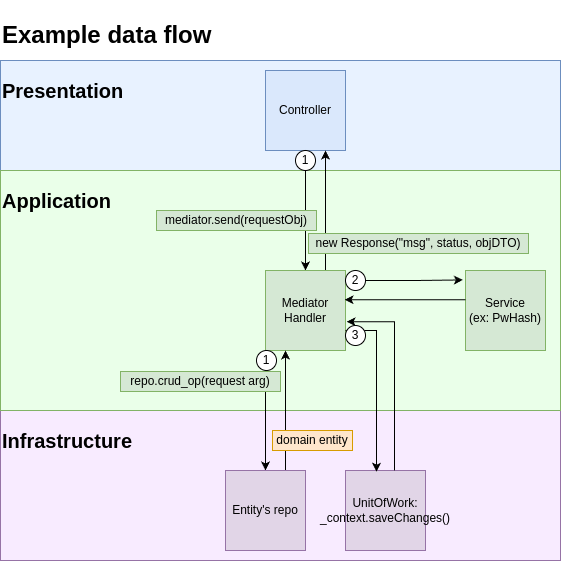 Example data flow
Presentation
Controller
1
Application
mediator.send(requestObj)
new Response("msg", status, objDTO)
2
Mediator
Handler
Service
(ex: PwHash)
3
1
repo.crud_op(request arg)
Infrastructure
domain entity
Entity's repo
UnitOfWork:
_context.saveChanges()